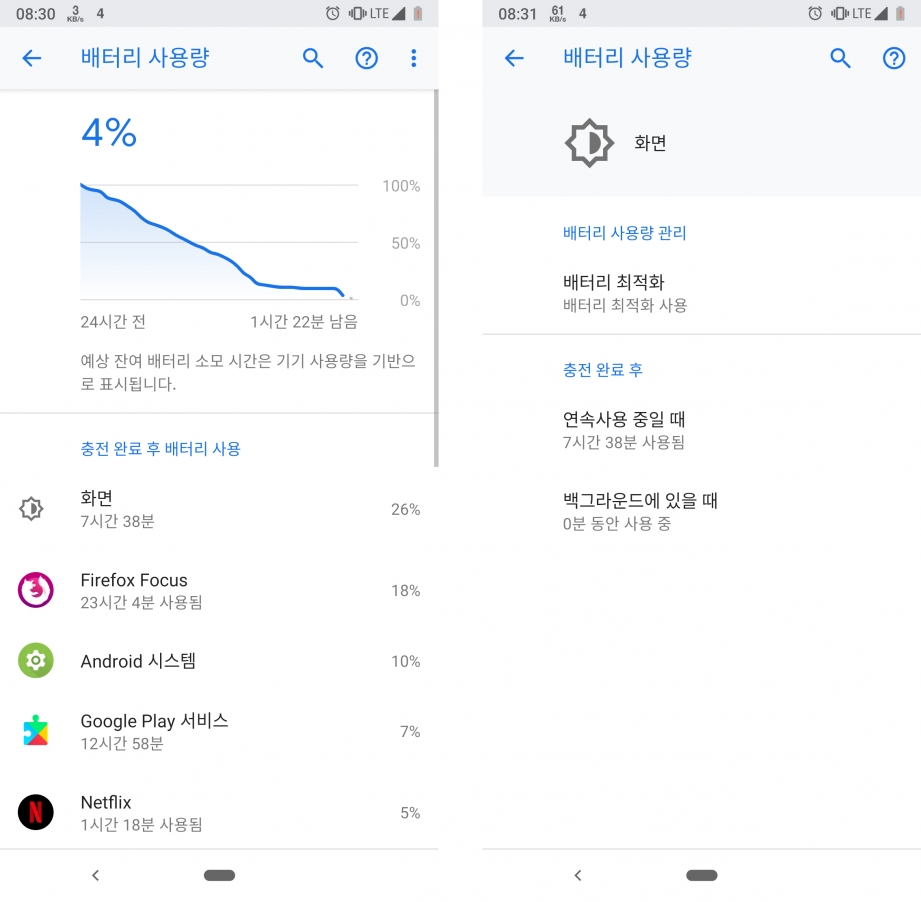 08:30 3 KB/s 4 LTE
배터리 사용량
4%
100%
50%
0%
24시간 전 1시간 22분 남음
예상 잔여 배터리 소모 시간은 기기 사용량을 기반으
로 표시됩니다.
충전 완료 후 배터리 사용
화면
7시간 38분
26%
Firefox Focus
23시간 4분 사용됨
18%
Android 시스템
10%
Google Play 서비스
12시간 58분
7%
Netflix
1시간 18분 사용됨
5%
08:31 61 KB/s 4 LTE
배터리 사용량
화면
배터리 사용량 관리
배터리 최적화
배터리 최적화 사용
충전 완료 후
연속사용 중일 때
7시간 38분 사용됨
백그라운드에 있을 때
0분 동안 사용 중